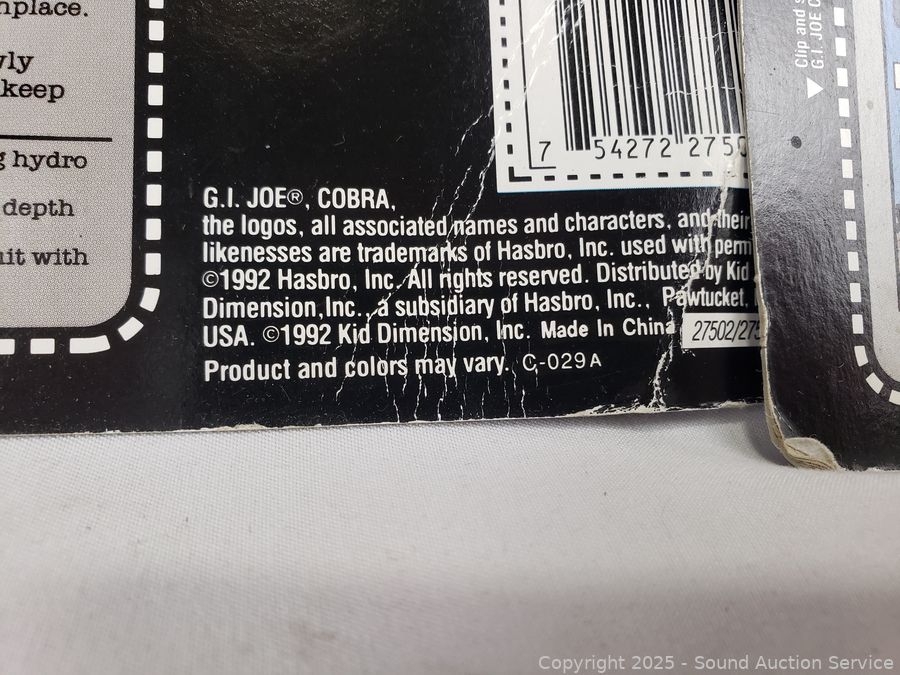 nplace.
wly
keep
g hydro
depth
nit with
7 54272 2750
G.I. JOE®, COBRA,
the logos, all associated names and characters, and their
likenesses are trademarks of Hasbro, Inc. used with perm
©1992 Hasbro, Inc. All rights reserved. Distributed by Kid
Dimension,Inc., a subsidiary of Hasbro, Inc., Pawtucket,
USA. ©1992 Kid Dimension, Inc. Made In China 27502/275
Product and colors may vary. C-029A
Clip and s
G.I. JOE C
Copyright 2025 - Sound Auction Service